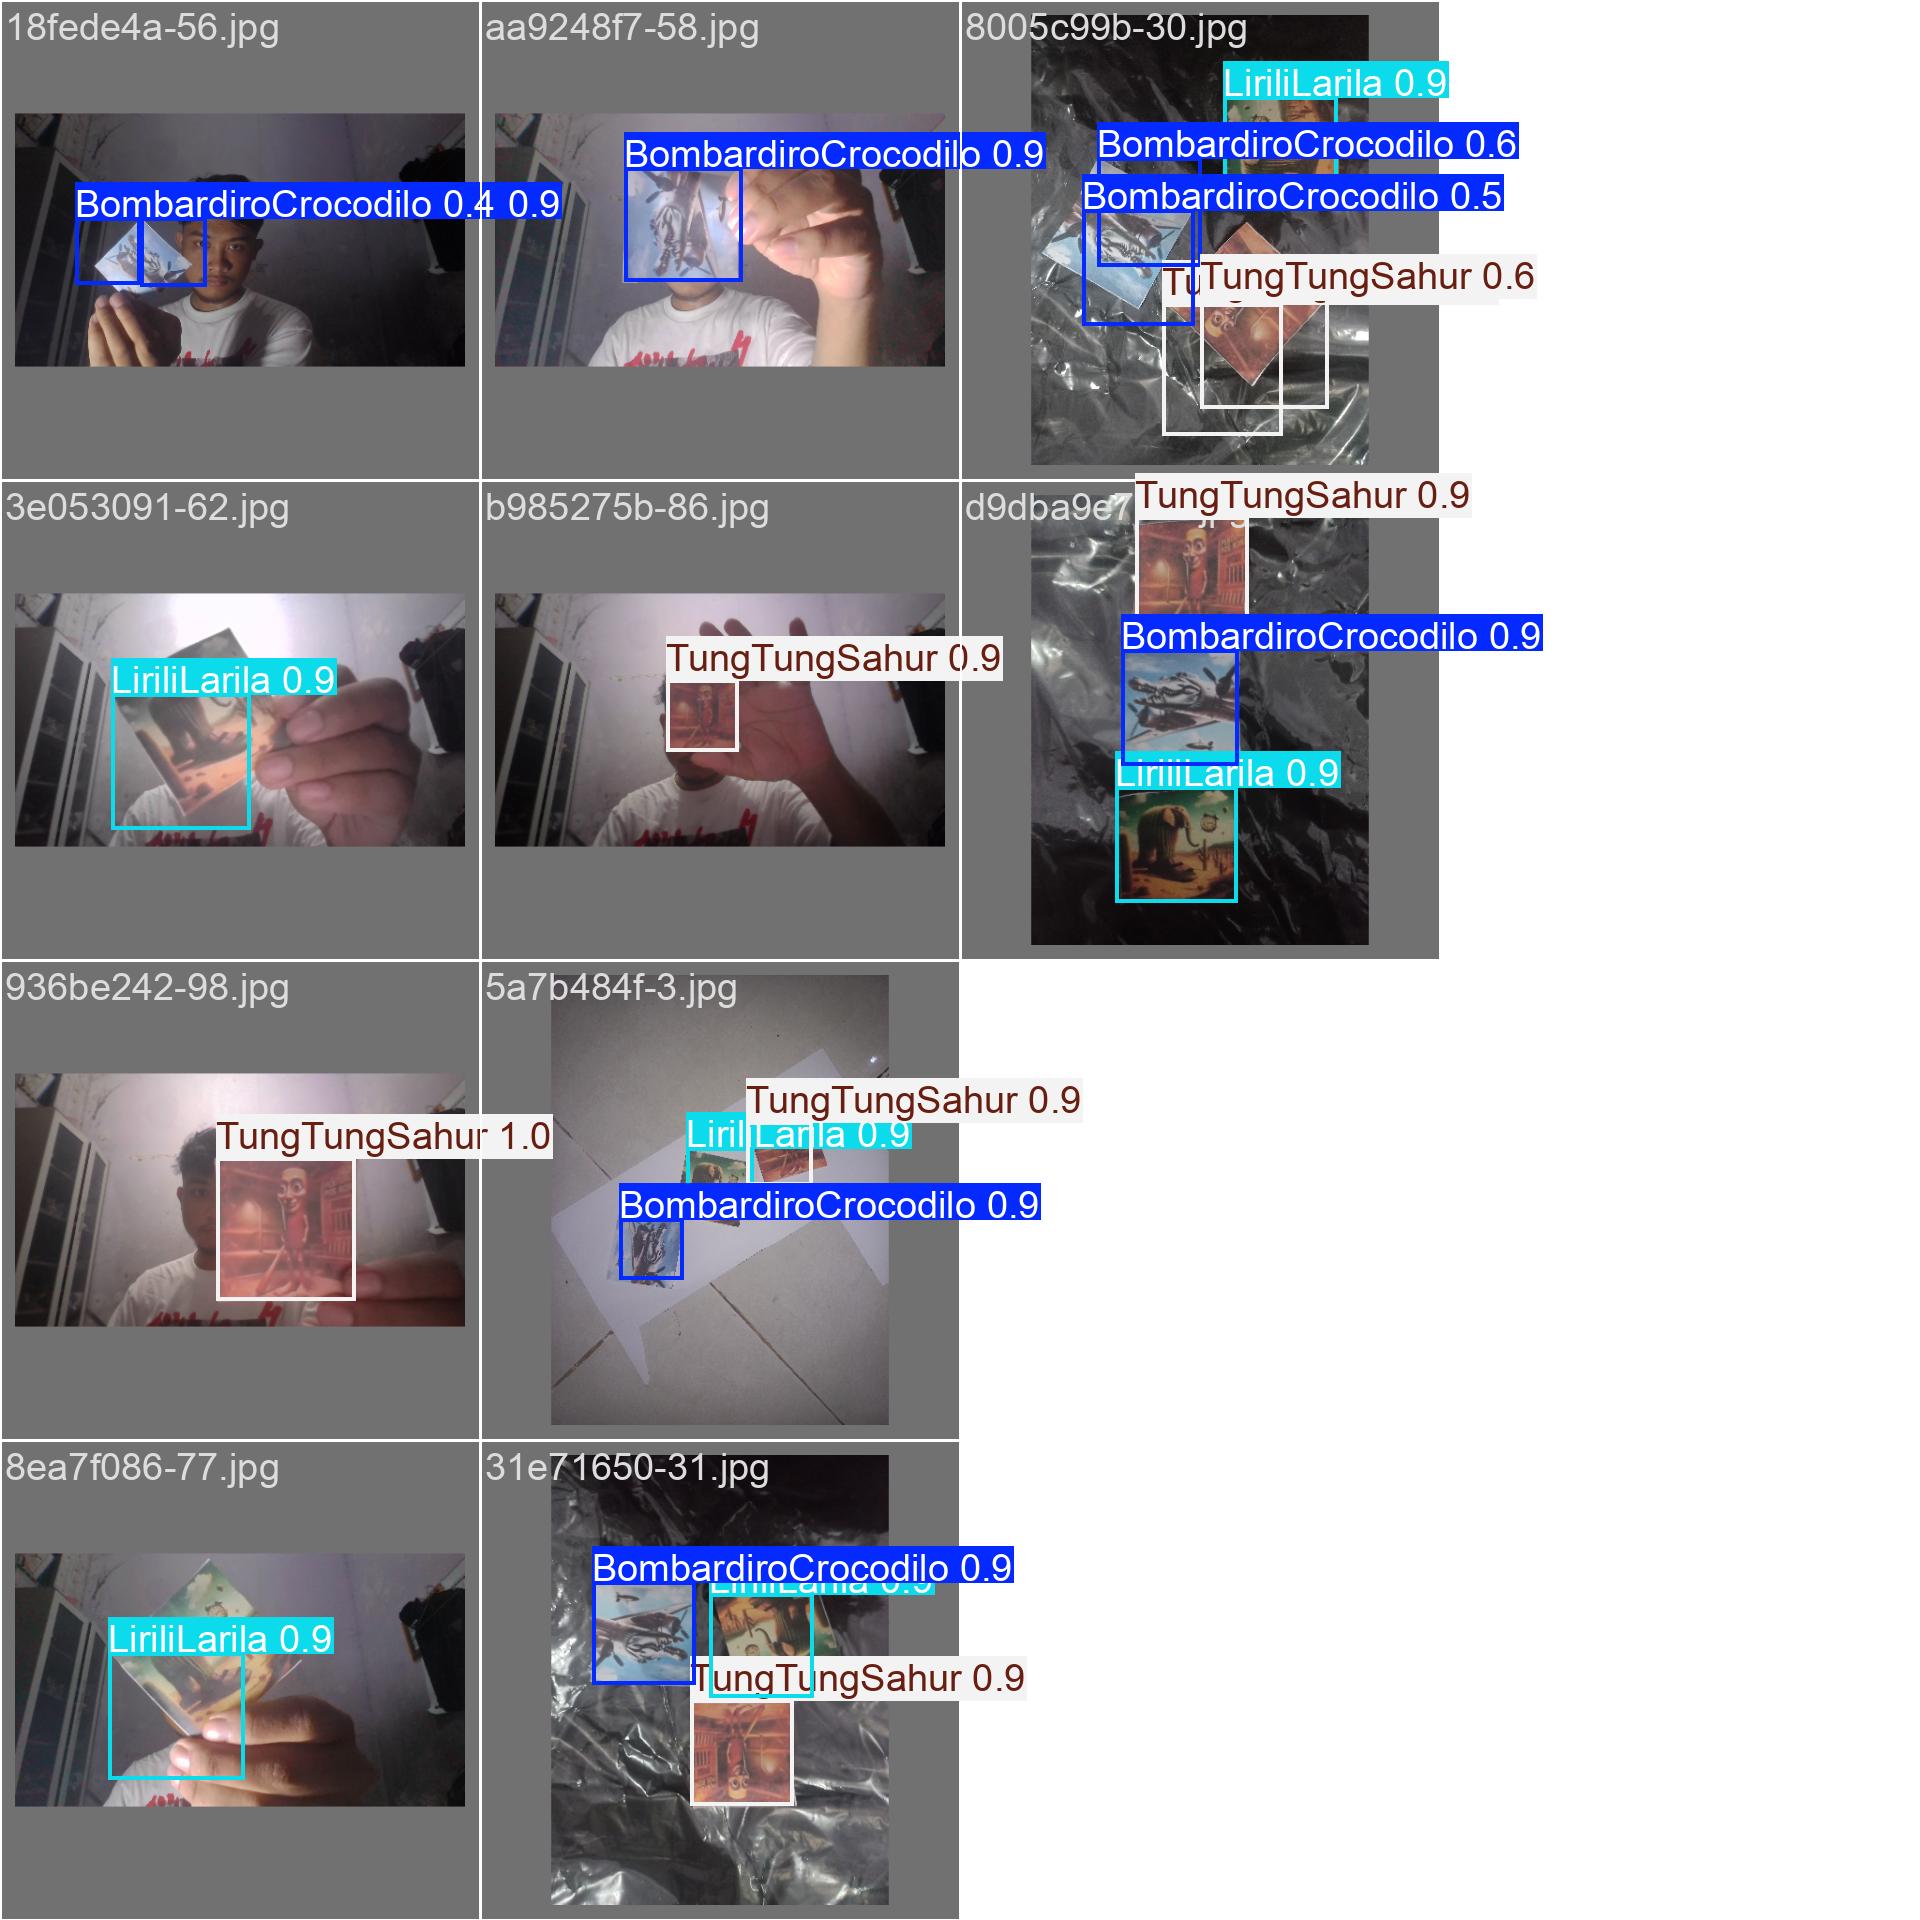 18fede4a-56.jpg
BombardiroCrocodilo 0.4 0.9
aa9248f7-58.jpg
BombardiroCrocodilo 0.9
8005c99b-30.jpg
LiriliLarila 0.9
BombardiroCrocodilo 0.6
BombardiroCrocodilo 0.5
TungTungSahur 0.6
3e053091-62.jpg
LiriliLarila 0.9
b985275b-86.jpg
TungTungSahur 0.9
d9dba9e7
TungTungSahur 0.9
BombardiroCrocodilo 0.9
LiriliLarila 0.9
936be242-98.jpg
TungTungSahur 1.0
5a7b484f-3.jpg
TungTungSahur 0.9
LiriliLarila 0.9
BombardiroCrocodilo 0.9
8ea7f086-77.jpg
LiriliLarila 0.9
31e71650-31.jpg
BombardiroCrocodilo 0.9
LiriliLarila 0.9
TungTungSahur 0.9